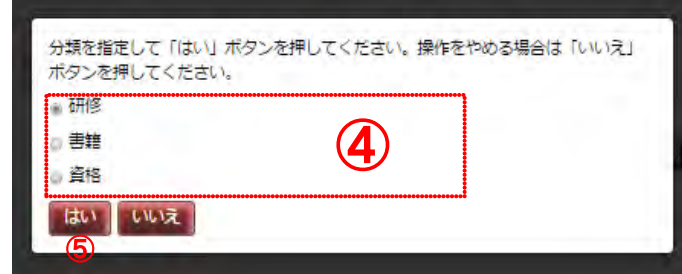 分類を指定して「はい」ボタンを押してください。操作をやめる場合は「いいえ」
ボタンを押してください。
研修
書籍
資格
④
はい いいえ
⑤